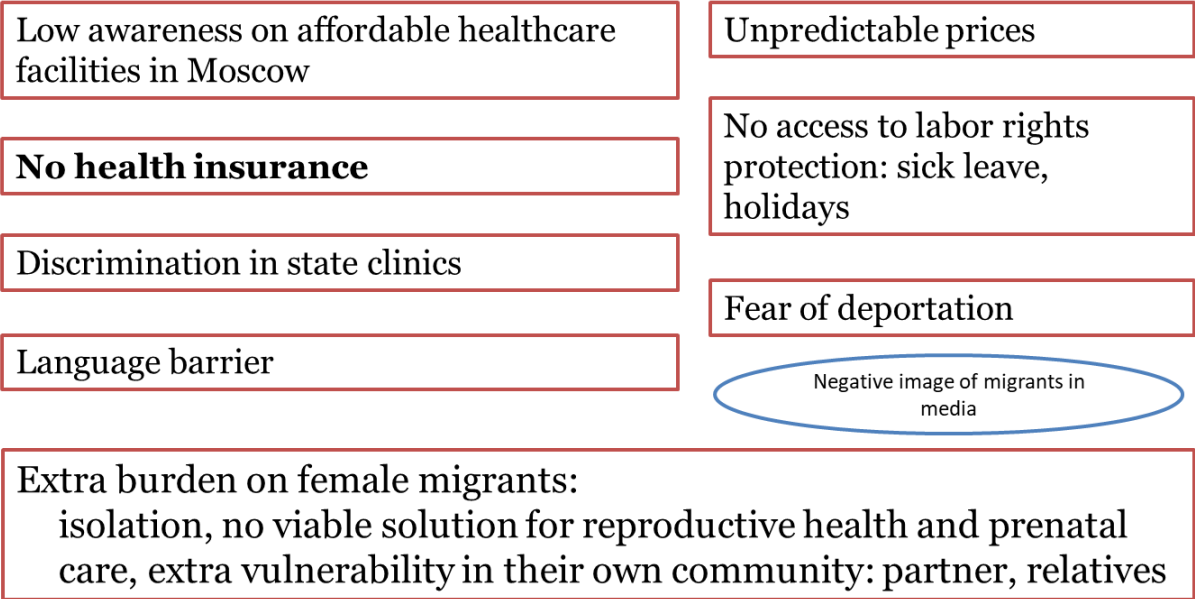 Low awareness on affordable healthcare
facilities in Moscow
No health insurance
Discrimination in state clinics
Language barrier
Unpredictable prices
No access to labor rights
protection: sick leave,
holidays
Fear of deportation
Negative image of migrants in
media
Extra burden on female migrants:
isolation, no viable solution for reproductive health and prenatal
care, extra vulnerability in their own community: partner, relatives